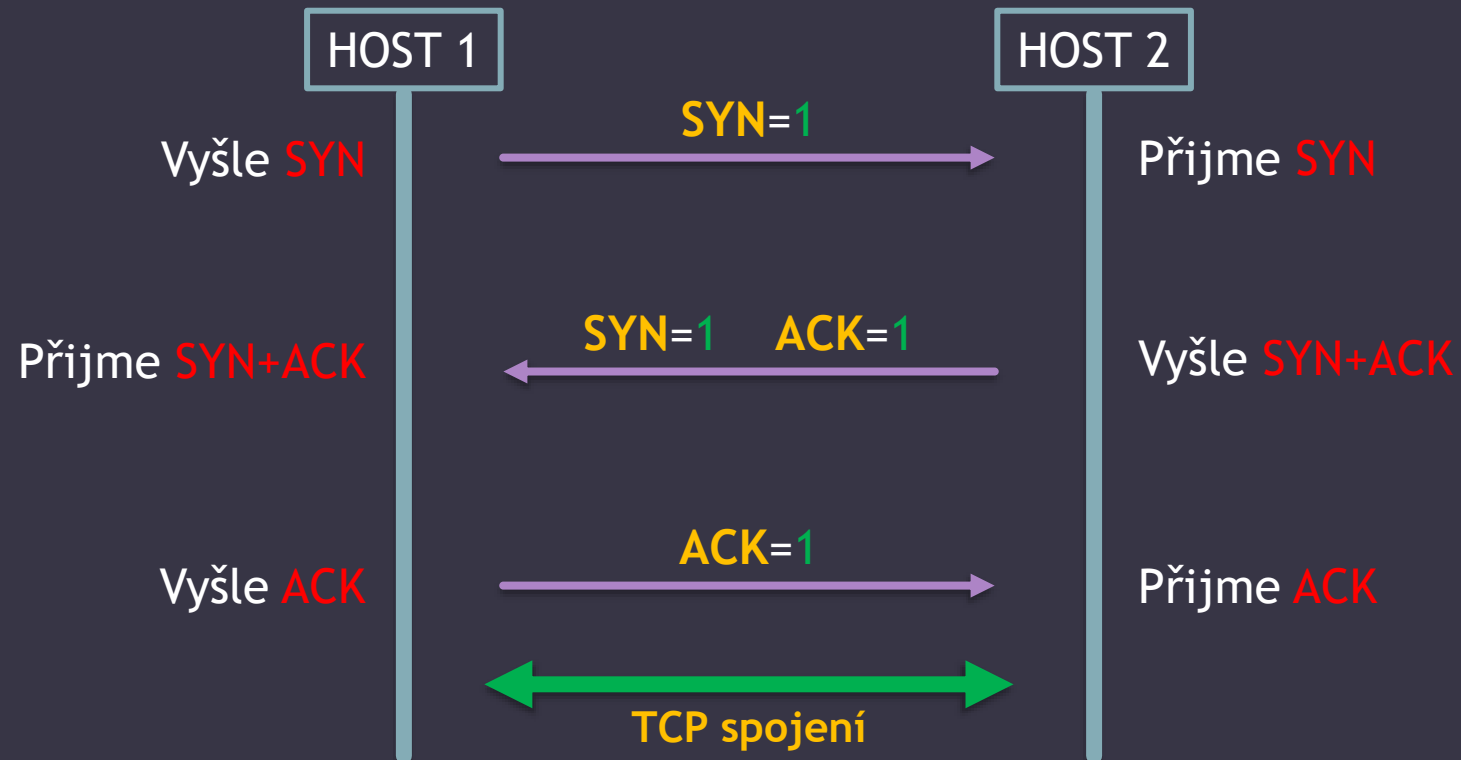 HOST 1
HOST 2
SYN=1
Vyšle SYN
Přijme SYN
SYN=1 ACK=1
Přijme SYN+ACK
Vyšle SYN+ACK
ACK=1
Vyšle ACK
Přijme ACK
TCP spojení